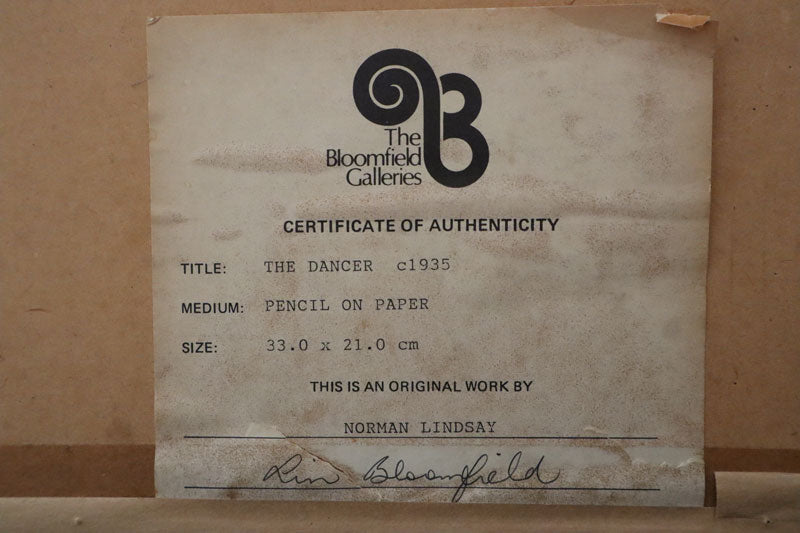 The
Bloomfield
Galleries
CERTIFICATE OF AUTHENTICITY
TITLE: THE DANCER c1935
MEDIUM: PENCIL ON PAPER
SIZE: 33.0 x 21.0 cm
THIS IS AN ORIGINAL WORK BY
NORMAN LINDSAY
Lin Bloomfield